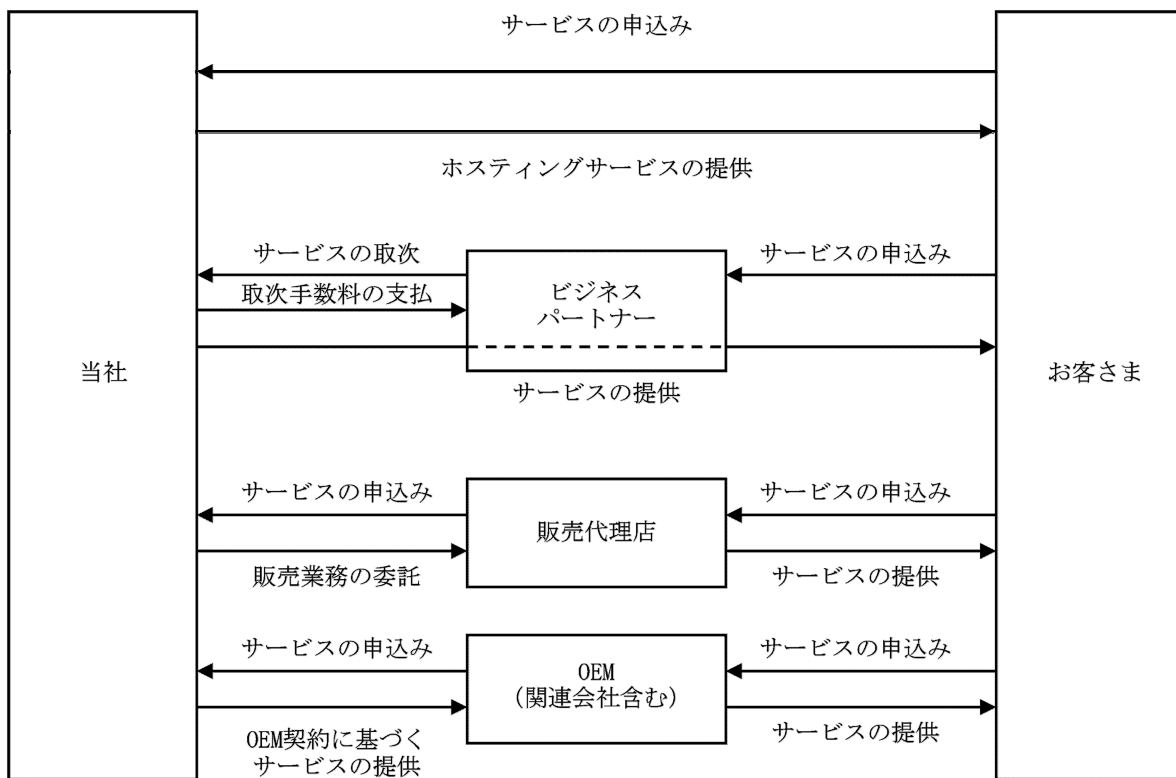 サービスの申込み
ホスティングサービスの提供
サービスの取次
サービスの申込み
取次手数料の支払
ビジネス
パートナー
当社
お客さま
サービスの提供
サービスの申込み
サービスの申込み
販売代理店
販売業務の委託
サービスの提供
サービスの申込み
サービスの申込み
OEM
(関連会社含む)
OEM契約に基づく
サービスの提供
サービスの提供